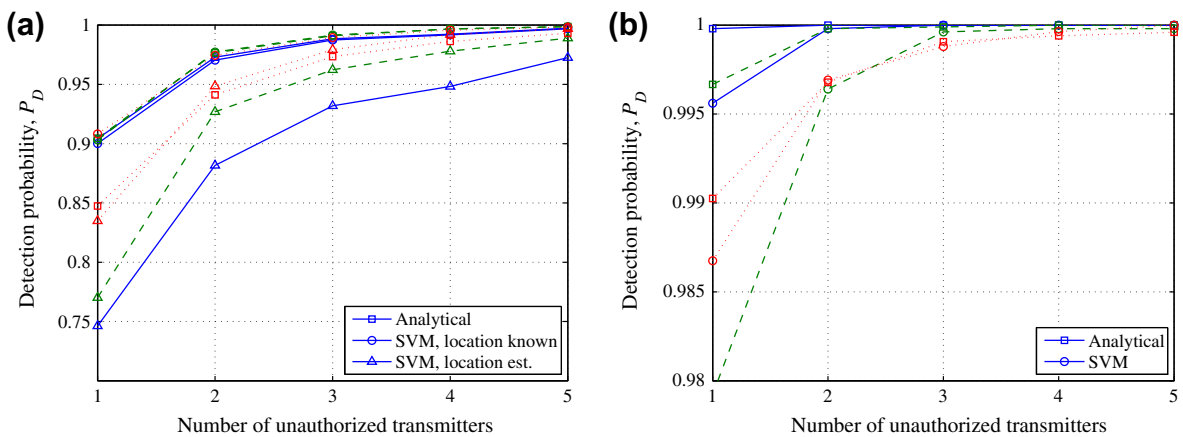 (a)
Detection probability, P_D
1
0.95
0.9
0.85
0.8
0.75
1 2 3 4 5
Number of unauthorized transmitters
Analytical
SVM, location known
SVM, location est.
(b)
Detection probability, P_D
1
0.995
0.99
0.985
0.98
1 2 3 4 5
Number of unauthorized transmitters
Analytical
SVM